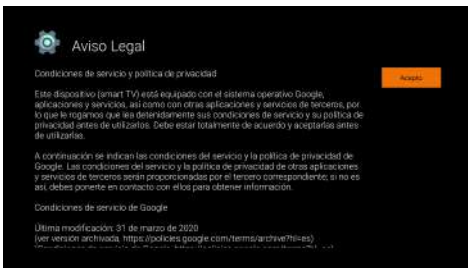 Aviso Legal
Condiciones de servicio y política de privacidad
Acepto
Este dispositivo (smart TV) está equipado con el sistema operativo Google,
aplicaciones y servicios, así como con otras aplicaciones y servicios de terceros, por
lo que le rogamos que lea detenidamente sus condiciones de servicio y su política de
privacidad antes de utilizarlos. Debe estar totalmente de acuerdo y aceptarlas antes
de utilizarlas.
A continuación se indican las condiciones del servicio y la política de privacidad de
Google. Las condiciones del servicio y la política de privacidad de otras aplicaciones
y servicios de terceros serán proporcionadas por el tercero correspondiente; si no es
así, debes ponerte en contacto con ellos para obtener información.
Condiciones de servicio de Google
Última modificación: 31 de marzo de 2020
(ver versión archivada, https://policies.google.com/terms/archive?hl=es)